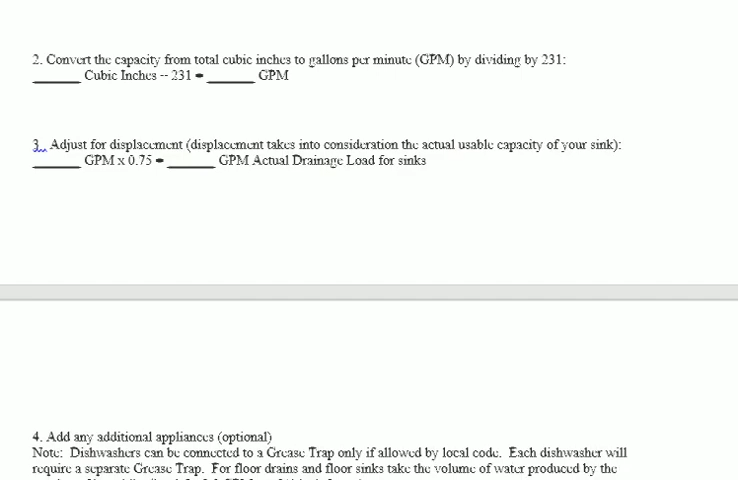 2. Convert the capacity from total cubic inches to gallons per minute (GPM) by dividing by 231:
______ Cubic Inches -- 231 = ______ GPM
3. Adjust for displacement (displacement takes into consideration the actual usable capacity of your sink):
______ GPM x 0.75 = ______ GPM Actual Drainage Load for sinks
4. Add any additional appliances (optional)
Note: Dishwashers can be connected to a Grease Trap only if allowed by local code. Each dishwasher will
require a separate Grease Trap. For floor drains and floor sinks take the volume of water produced by the